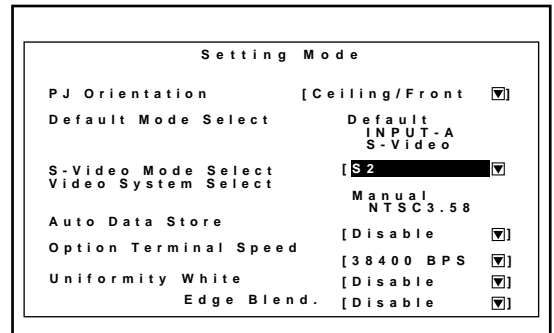 Setting Mode
PJ Orientation [Ceiling/Front ▼]
Default Mode Select Default
INPUT-A
S-Video
S-Video Mode Select [S2 ▼
Video System Select
Manual
NTSC3.58
Auto Data Store [Disable ▼]
Option Terminal Speed [38400 BPS ▼]
Uniformity White [Disable ▼]
Edge Blend. [Disable ▼]